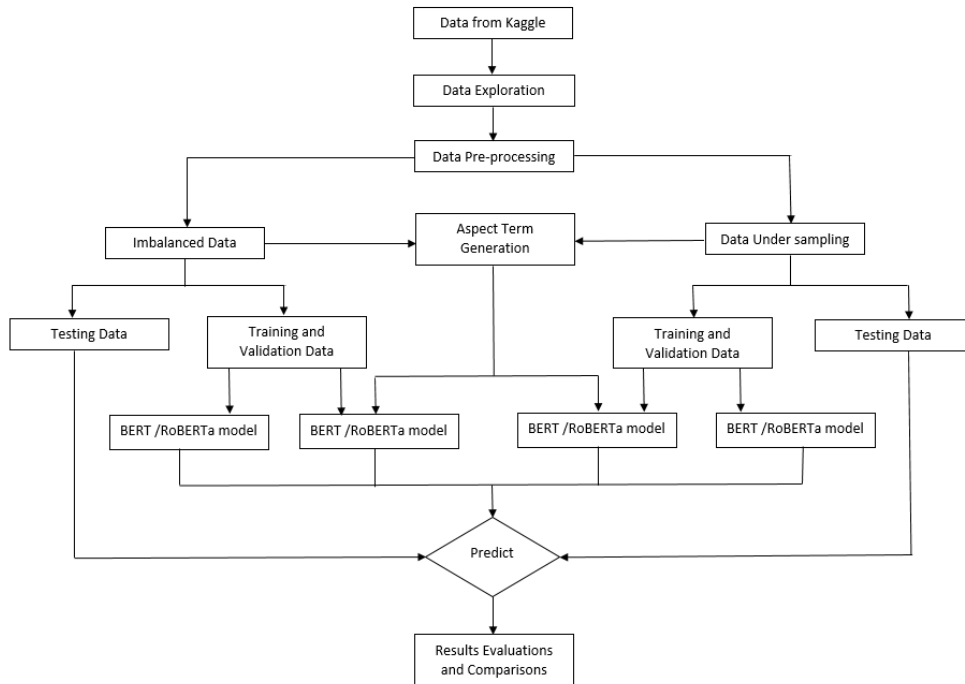 Data from Kaggle
Data Exploration
Data Pre-processing
Imbalanced Data
Aspect Term
Generation
Data Under sampling
Testing Data
Training and
Validation Data
Training and
Validation Data
Testing Data
BERT /RoBERTa model
BERT /RoBERTa model
BERT /RoBERTa model
BERT /RoBERTa model
Predict
Results Evaluations
and Comparisons